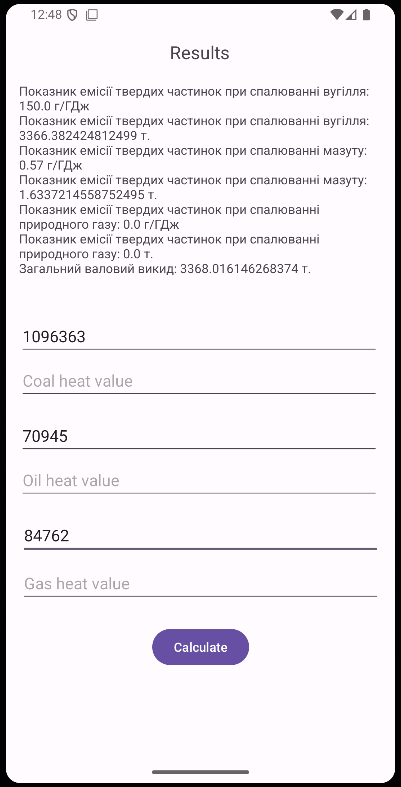 12:48
Results
Показник емісії твердих частинок при спалюванні вугілля:
150.0 г/ГДж
Показник емісії твердих частинок при спалюванні вугілля:
3366.382424812499 т.
Показник емісії твердих частинок при спалюванні мазуту:
0.57 г/ГДж
Показник емісії твердих частинок при спалюванні мазуту:
1.6337214558752495 т.
Показник емісії твердих частинок при спалюванні
природного газу: 0.0 г/ГДж
Показник емісії твердих частинок при спалюванні
природного газу: 0.0 т.
Загальний валовий викид: 3368.016146268374 т.
1096363
Coal heat value
70945
Oil heat value
84762
Gas heat value
Calculate